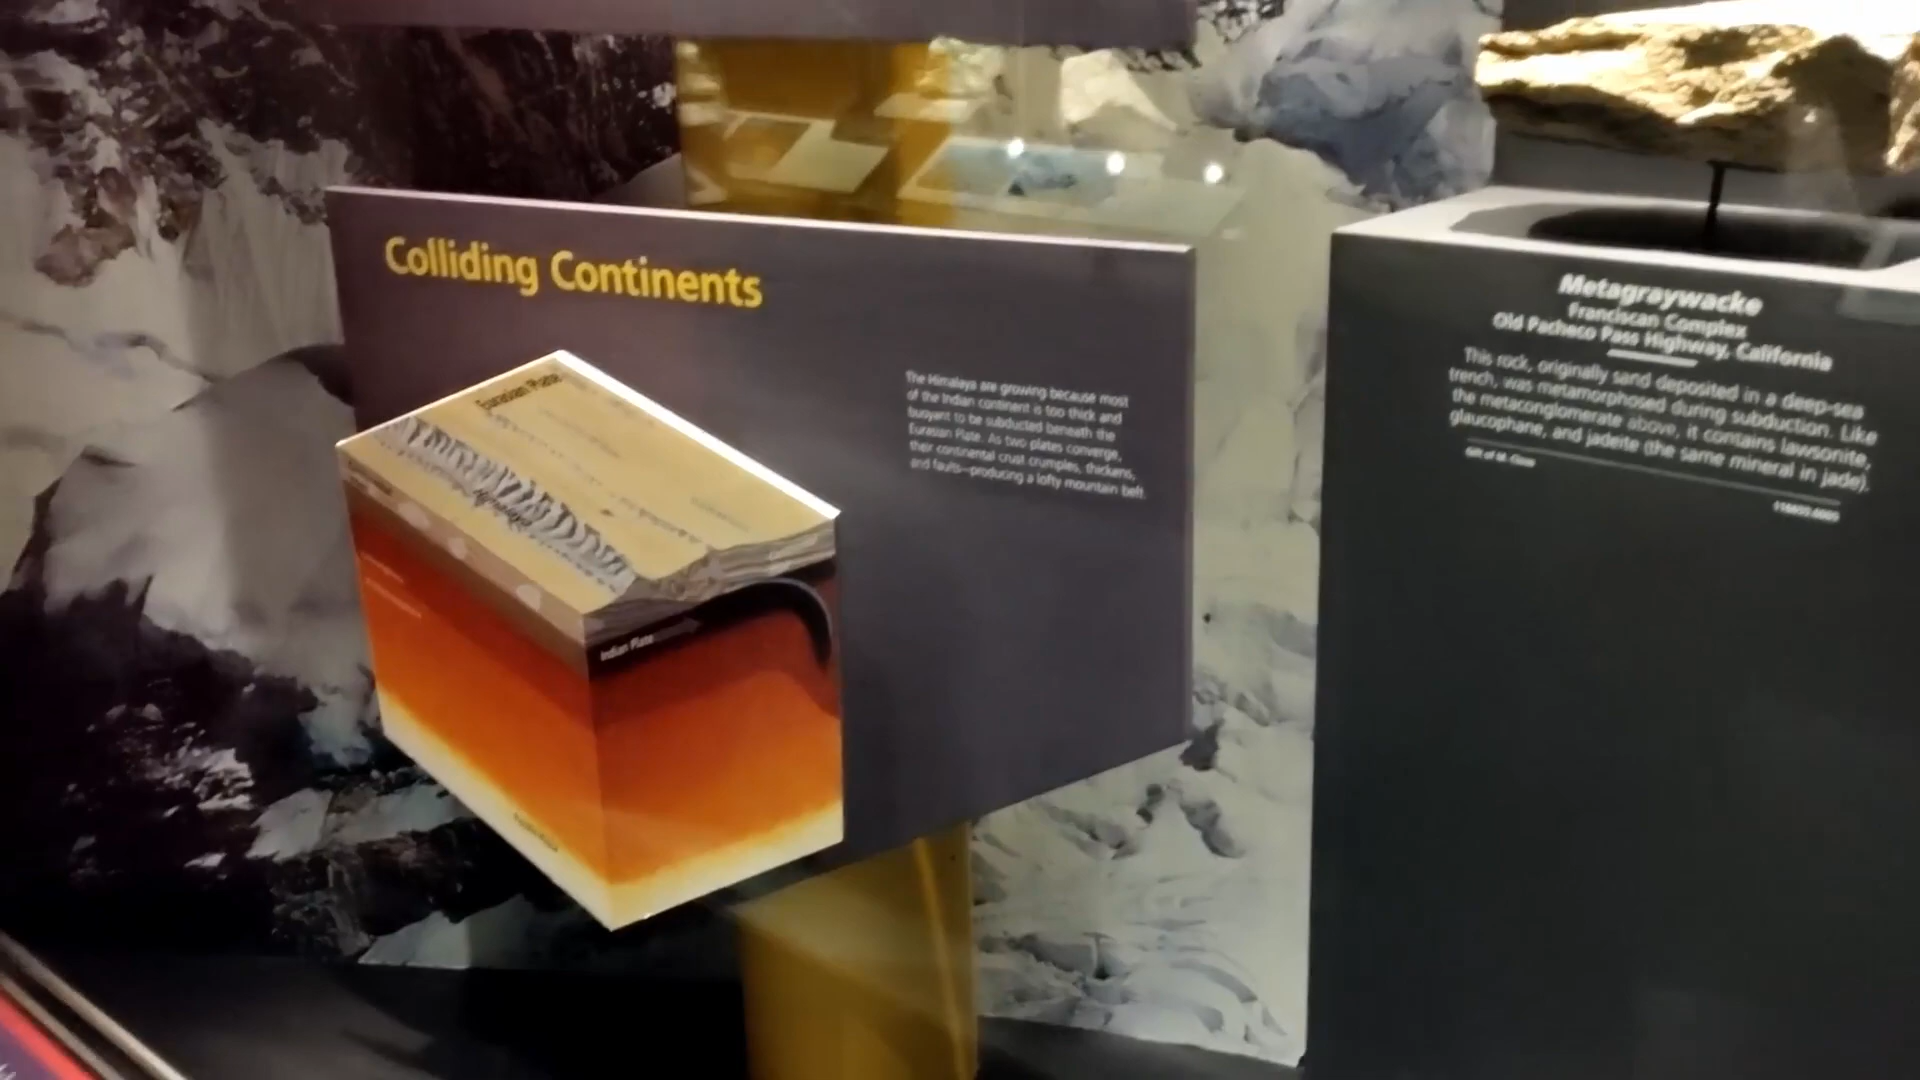 Colliding Continents
The Himalaya are growing because most
of the Indian continent is too thick and
buoyant to be subducted beneath the
Eurasian Plate. As two plates converge,
their continental crust crumples, thickens,
and faults—producing a lofty mountain belt.
Eurasian Plate
Himalaya
Indian Plate
Metagraywacke
Franciscan Complex
Old Pacheco Pass Highway, California
This rock, originally sand deposited in a deep-sea
trench, was metamorphosed during subduction. Like
the metaconglomerate above, it contains lawsonite,
glaucophane, and jadeite (the same mineral in jade).
Gift of M.